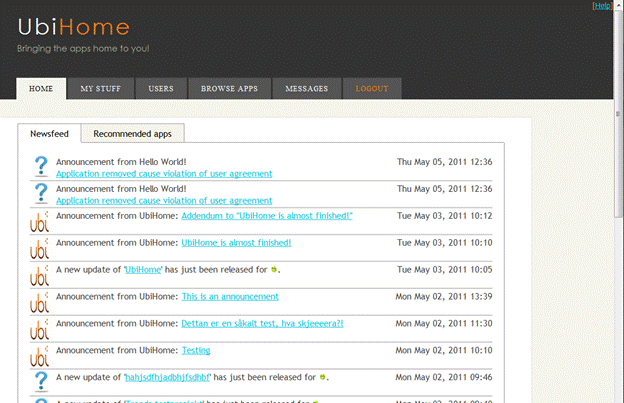 [Help]
UbiHome
Bringing the apps home to you!
HOME MY STUFF USERS BROWSE APPS MESSAGES LOGOUT
Newsfeed Recommended apps
Announcement from Hello World! Thu May 05, 2011 12:36
Application removed cause violation of user agreement
Announcement from Hello World! Thu May 05, 2011 12:36
Application removed cause violation of user agreement
ubi Announcement from UbiHome: Addendum to "UbiHome is almost finished!" Tue May 03, 2011 10:12
ubi Announcement from UbiHome: UbiHome is almost finished! Tue May 03, 2011 10:10
ubi A new update of 'UbiHome' has just been released for . Tue May 03, 2011 10:05
ubi Announcement from UbiHome: This is an announcement Mon May 02, 2011 13:39
ubi Announcement from UbiHome: Dettan er en såkalt test, hva skjeeeera?! Mon May 02, 2011 11:30
ubi Announcement from UbiHome: Testing Mon May 02, 2011 10:10
A new update of 'hahjsdfhjadbhjfsdhb!' has just been released for . Mon May 02, 2011 09:46